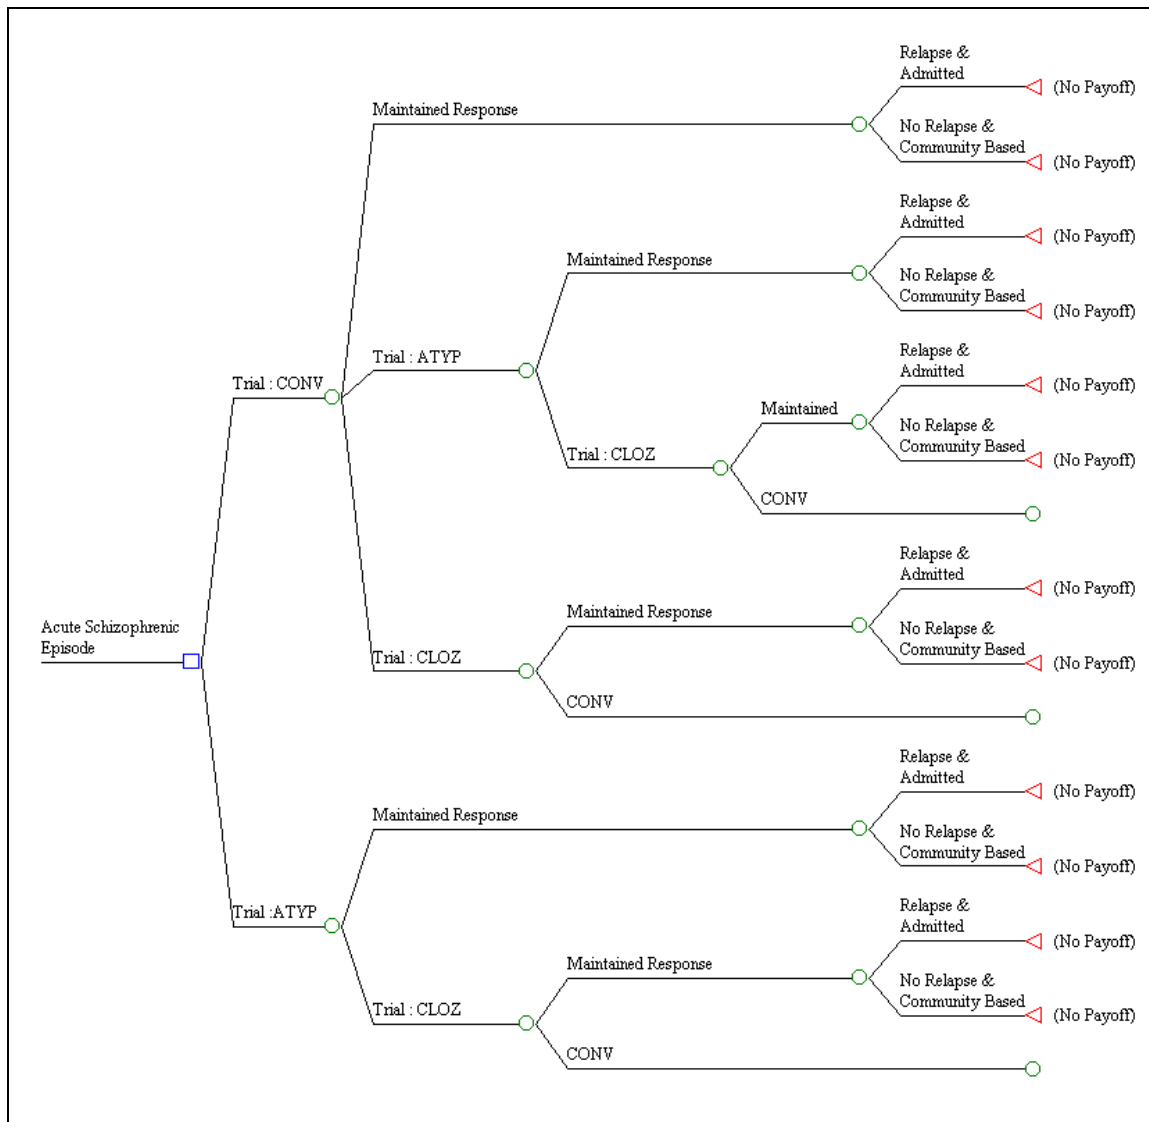 Relapse &
Admitted
(No Payoff)
Maintained Response
No Relapse &
Community Based
(No Payoff)
Relapse &
Admitted
(No Payoff)
Maintained Response
No Relapse &
Community Based
(No Payoff)
Trial : ATYP
Relapse &
Admitted
(No Payoff)
Trial : CONV
Maintained
No Relapse &
Community Based
(No Payoff)
Trial : CLOZ
CONV
Relapse &
Admitted
(No Payoff)
Maintained Response
No Relapse &
Community Based
(No Payoff)
Acute Schizophrenic
Episode
Trial : CLOZ
CONV
Relapse &
Admitted
(No Payoff)
Maintained Response
No Relapse &
Community Based
(No Payoff)
Trial :ATYP
Relapse &
Admitted
(No Payoff)
Maintained Response
No Relapse &
Community Based
(No Payoff)
Trial : CLOZ
CONV